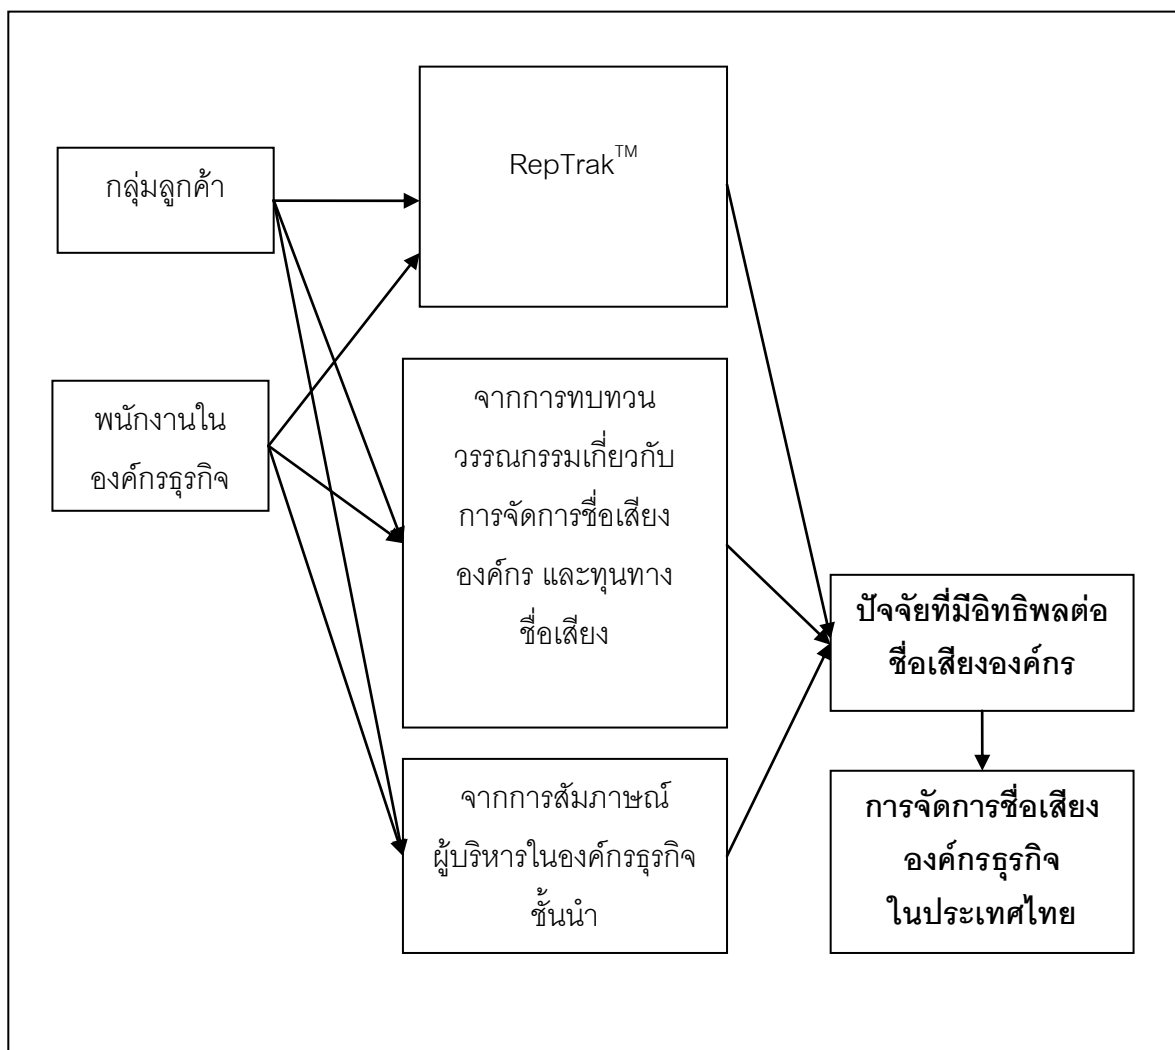 กลุ่มลูกค้า
พนักงานใน
องค์กรธุรกิจ
RepTrak™
จากการทบทวน
วรรณกรรมเกี่ยวกับ
การจัดการชื่อเสียง
องค์กร และทุนทาง
ชื่อเสียง
จากการสัมภาษณ์
ผู้บริหารในองค์กรธุรกิจ
ชั้นนำ
ปัจจัยที่มีอิทธิพลต่อ
ชื่อเสียงองค์กร
การจัดการชื่อเสียง
องค์กรธุรกิจ
ในประเทศไทย